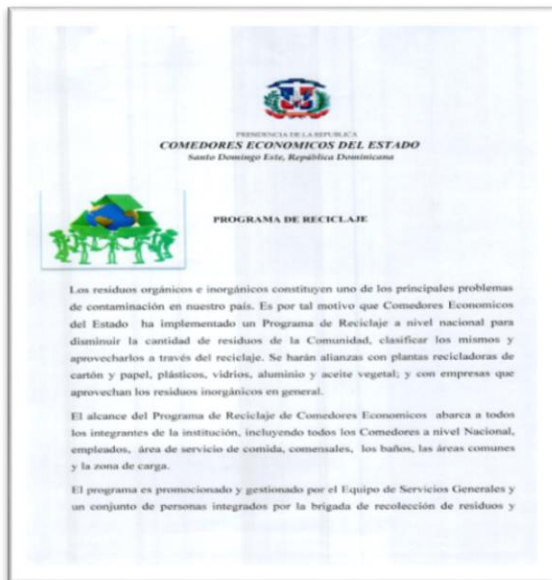 PRESIDENCIA DE LA REPUBLICA
COMEDORES ECONOMICOS DEL ESTADO
Santo Domingo Este, República Dominicana
PROGRAMA DE RECICLAJE
Los residuos orgánicos e inorgánicos constituyen uno de los principales problemas
de contaminación en nuestro país. Es por tal motivo que Comedores Economicos
del Estado ha implementado un Programa de Reciclaje a nivel nacional para
disminuir la cantidad de residuos de la Comunidad, clasificar los mismos y
aprovecharlos a través del reciclaje. Se harán alianzas con plantas recicladoras de
cartón y papel, plásticos, vidrios, aluminio y aceite vegetal; y con empresas que
aprovechan los residuos inorgánicos en general.
El alcance del Programa de Reciclaje de Comedores Economicos abarca a todos
los integrantes de la institución, incluyendo todos los Comedores a nivel Nacional,
empleados, área de servicio de comida, comensales, los baños, las áreas comunes
y la zona de carga.
El programa es promocionado y gestionado por el Equipo de Servicios Generales y
un conjunto de personas integrados por la brigada de recolección de residuos y